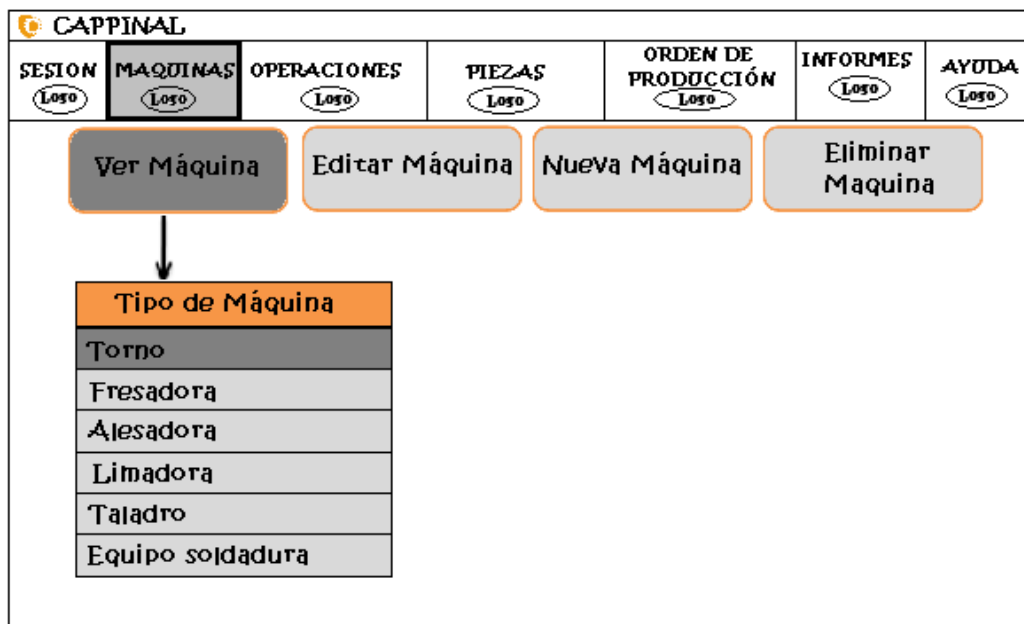 CAPPINAL
SESION MAQUINAS OPERACIONES PIEZAS ORDEN DE PRODUCCIÓN INFORMES AYUDA
Logo Logo Logo Logo Logo Logo Logo
Ver Máquina
Editar Máquina
Nueva Máquina
Eliminar
Maquina
Tipo de Máquina
Torno
Fresadora
Alesadora
Limadora
Taladro
Equipo soldadura